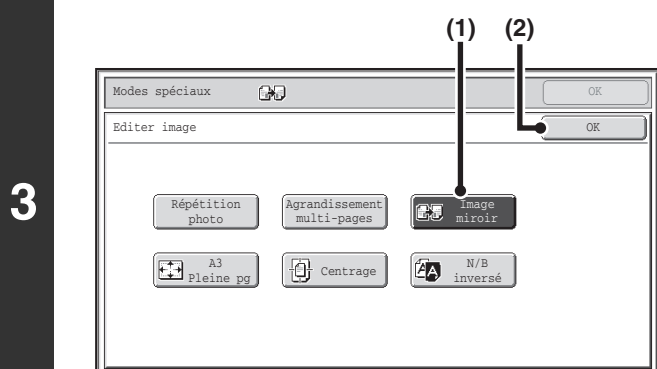 (1) (2)
Modes spéciaux OK
Editer image OK
3
Répétition
photo
Agrandissement
multi-pages
Image
miroir
A3
Pleine pg
Centrage
N/B
inversé